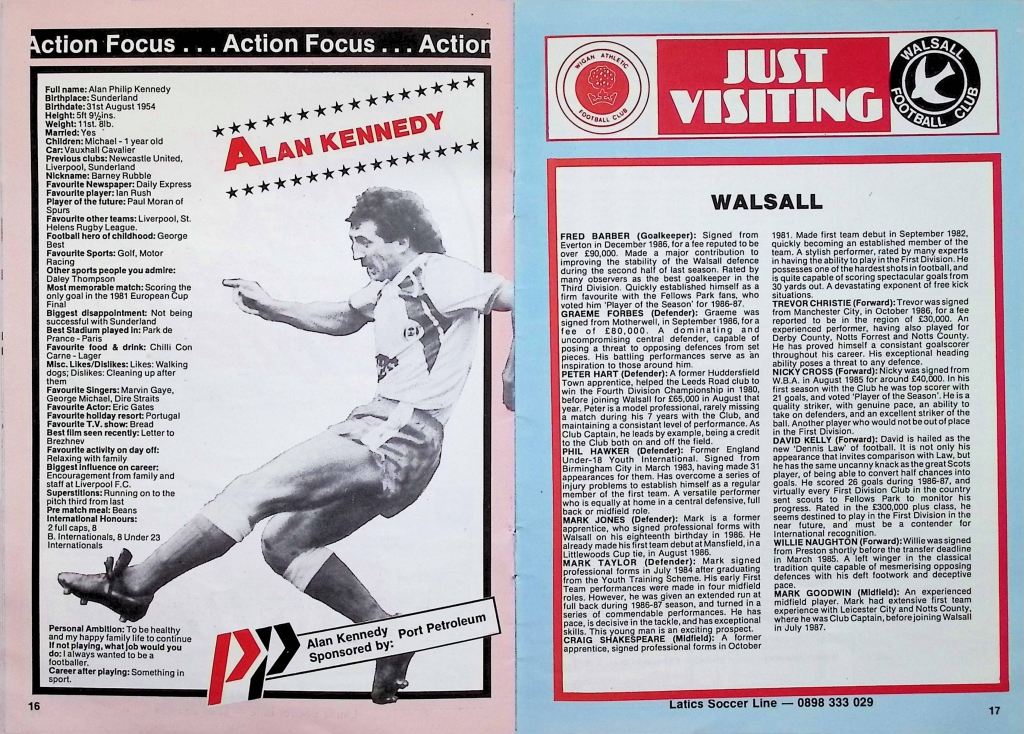 Action Focus . . . Action Focus . . . Action
Full name: Alan Philip Kennedy
Birthplace: Sunderland
Birthdate: 31st August 1954
Height: 5ft 9½ins.
Weight: 11st. 8lb.
Married: Yes
Children: Michael - 1 year old
Car: Vauxhall Cavalier
Previous clubs: Newcastle United,
Liverpool, Sunderland
Nickname: Barney Rubble
Favourite Newspaper: Daily Express
Favourite player: Ian Rush
Player of the future: Paul Moran of
Spurs
Favourite other teams: Liverpool, St.
Helens Rugby League.
Football hero of childhood: George
Best
Favourite Sports: Golf, Motor
Racing
Other sports people you admire:
Daley Thompson
Most memorable match: Scoring the
only goal in the 1981 European Cup
Final
Biggest disappointment: Not being
successful with Sunderland
Best Stadium played in: Park de
Prance - Paris
Favourite food & drink: Chilli Con
Carne - Lager
Misc. Likes/Dislikes: Likes: Walking
dogs; Dislikes: Cleaning up after
them
Favourite Singers: Marvin Gaye,
George Michael, Dire Straits
Favourite Actor: Eric Gates
Favourite holiday resort: Portugal
Favourite T.V. show: Bread
Best film seen recently: Letter to
Brezhnev
Favourite activity on day off:
Relaxing with family
Biggest influence on career:
Encouragement from family and
staff at Liverpool F.C.
Superstitions: Running on to the
pitch third from last
Pre match meal: Beans
International Honours:
2 full caps, 8
B. Internationals, 8 Under 23
Internationals
Personal Ambition: To be healthy
and my happy family life to continue
If not playing, what job would you
do: I always wanted to be a
footballer.
Career after playing: Something in
sport.
ALAN KENNEDY
Alan Kennedy
Sponsored by: Port Petroleum
16
WIGAN ATHLETIC
FOOTBALL CLUB
JUST
VISITING
WALSALL
FOOTBALL CLUB
WALSALL
FRED BARBER (Goalkeeper): Signed from
Everton in December 1986, for a fee reputed to be
over £90,000. Made a major contribution to
improving the stability of the Walsall defence
during the second half of last season. Rated by
many observers as the best goalkeeper in the
Third Division. Quickly established himself as a
firm favourite with the Fellows Park fans, who
voted him 'Player of the Season' for 1986-87.
GRAEME FORBES (Defender): Graeme was
signed from Motherwell, in September 1986, for a
fee of £80,000. A dominating and
uncompromising central defender, capable of
posing a threat to opposing defences from set
pieces. His battling performances serve as an
inspiration to those around him.
PETER HART (Defender): A former Huddersfield
Town apprentice, helped the Leeds Road club to
win the Fourth Division Championship in 1980,
before joining Walsall for £65,000 in August that
year. Peter is a model professional, rarely missing
a match during his 7 years with the Club, and
maintaining a consistant level of performance. As
Club Captain, he leads by example, being a credit
to the Club both on and off the field.
PHIL HAWKER (Defender): Former England
Under-18 Youth International. Signed from
Birmingham City in March 1983, having made 31
appearances for them. Has overcome a series of
injury problems to establish himself as a regular
member of the first team. A versatile performer
who is equally at home in a central defensive, full
back or midfield role.
MARK JONES (Defender): Mark is a former
apprentice, who signed professional forms with
Walsall on his eighteenth birthday in 1986. He
already made his first team debut at Mansfield, in a
Littlewoods Cup tie, in August 1986.
MARK TAYLOR (Defender): Mark signed
professional forms in July 1984 after graduating
from the Youth Training Scheme. His early First
Team performances were made in four midfield
roles. However, he was given an extended run at
full back during 1986-87 season, and turned in a
series of commendable performances. He has
pace, is decisive in the tackle, and has exceptional
skills. This young man is an exciting prospect.
CRAIG SHAKESPEARE (Midfield): A former
apprentice, signed professional forms in October
1981. Made first team debut in September 1982,
quickly becoming an established member of the
team. A stylish performer, rated by many experts
in having the ability to play in the First Division. He
possesses one of the hardest shots in football, and
is quite capable of scoring spectacular goals from
30 yards out. A devastating exponent of free kick
situations.
TREVOR CHRISTIE (Forward): Trevor was signed
from Manchester City, in October 1986, for a fee
reported to be in the region of £30,000. An
experienced performer, having also played for
Derby County, Notts Forrest and Notts County.
He has proved himself a consistant goalscorer
throughout his career. His exceptional heading
ability poses a threat to any defence.
NICKY CROSS (Forward): Nicky was signed from
W.B.A. in August 1985 for around £40,000. In his
first season with the Club he was top scorer with
21 goals, and voted 'Player of the Season'. He is a
quality striker, with genuine pace, an ability to
take on defenders, and an excellent striker of the
ball. Another player who would not be out of place
in the First Division.
DAVID KELLY (Forward): David is hailed as the
new 'Dennis Law' of football. It is not only his
appearance that invites comparison with Law, but
he has the same uncanny knack as the great Scots
player, of being able to convert half chances into
goals. He scored 26 goals during 1986-87, and
virtually every First Division Club in the country
sent scouts to Fellows Park to monitor his
progress. Rated in the £300,000 plus class, he
seems destined to play in the First Division in the
near future, and must be a contender for
International recognition.
WILLIE NAUGHTON (Forward): Willie was signed
from Preston shortly before the transfer deadline
in March 1985. A left winger in the classical
tradition quite capable of mesmerising opposing
defences with his deft footwork and deceptive
pace.
MARK GOODWIN (Midfield): An experienced
midfield player. Mark had extensive first team
experience with Leicester City and Notts County,
where he was Club Captain, before joining Walsall
in July 1987.
Latics Soccer Line — 0898 333 029
17